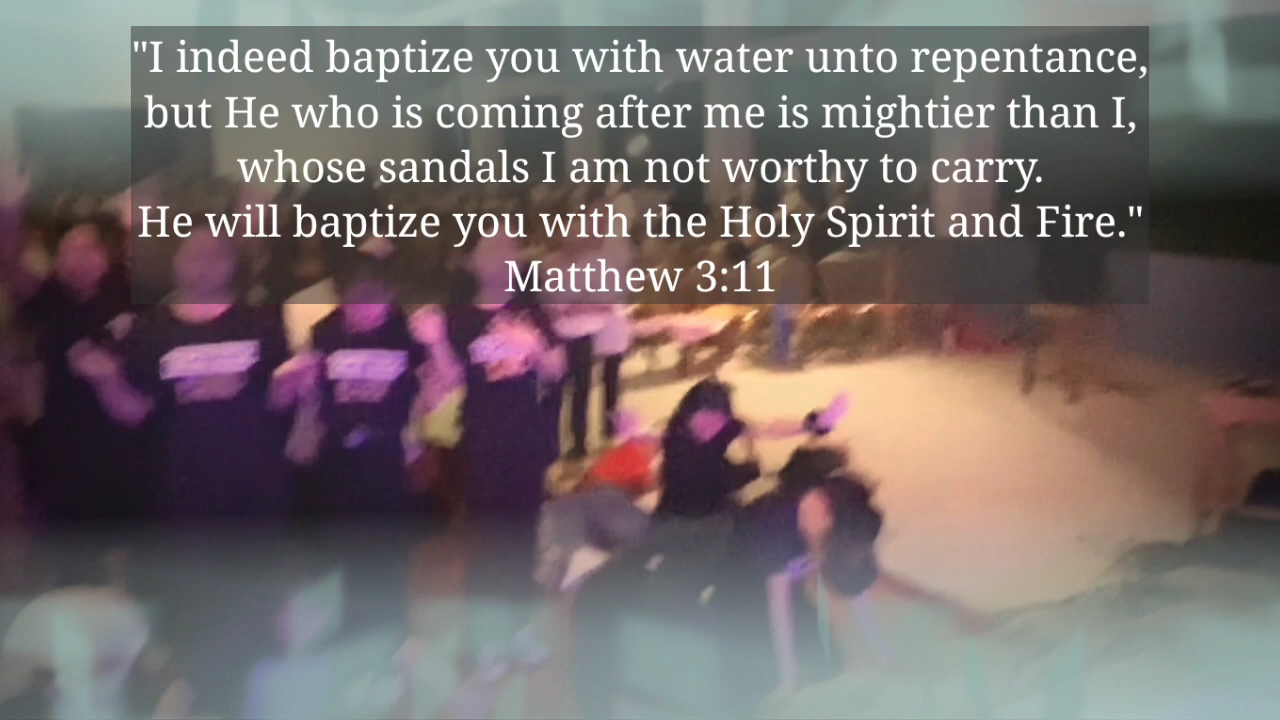 "I indeed baptize you with water unto repentance,
but He who is coming after me is mightier than I,
whose sandals I am not worthy to carry.
He will baptize you with the Holy Spirit and Fire."
Matthew 3:11